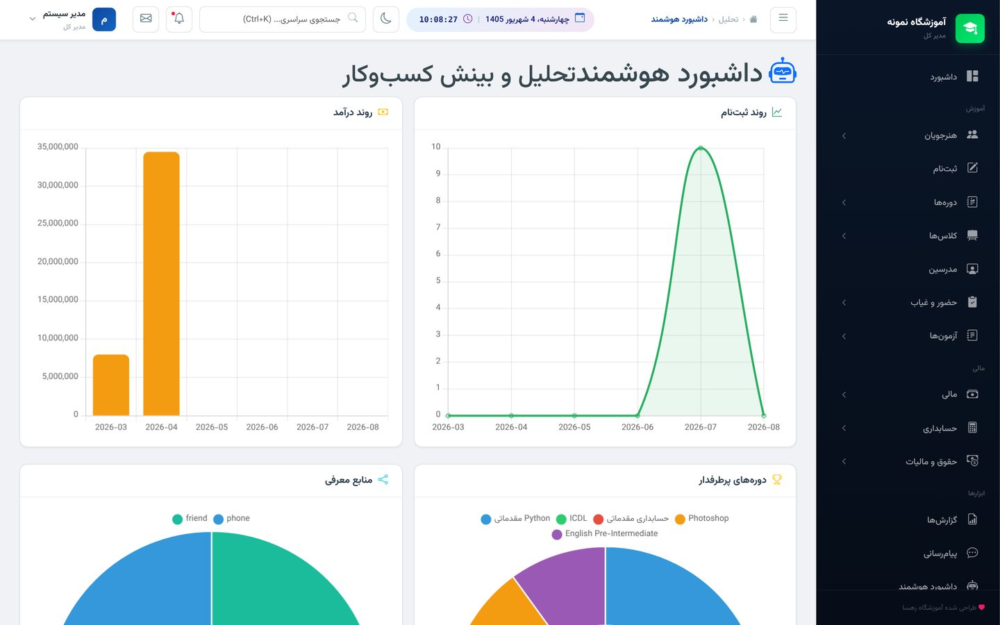 آموزشگاه نمونه
مدیر کل
داشبورد
آموزش
هنرجویان
ثبت‌نام
دوره‌ها
کلاس‌ها
مدرسین
حضور و غیاب
آزمون‌ها
مالی
مالی
حسابداری
حقوق و مالیات
ابزارها
گزارش‌ها
پیام‌رسانی
داشبورد هوشمند
طراحی شده آموزشگاه رهسا
تحلیل › داشبورد هوشمند
چهارشنبه، 4 شهریور 1405 | 10:08:27
جستجوی سراسری... (Ctrl+K)
م
مدیر سیستم
مدیر کل
داشبورد هوشمندتحلیل و بینش کسب‌وکار
روند ثبت‌نام
10
9
8
7
6
5
4
3
2
1
0
2026-03 2026-04 2026-05 2026-06 2026-07 2026-08
روند درآمد
35,000,000
30,000,000
25,000,000
20,000,000
15,000,000
10,000,000
5,000,000
0
2026-03 2026-04 2026-05 2026-06 2026-07 2026-08
دوره‌های پرطرفدار
Python مقدماتی ICDL حسابداری مقدماتی Photoshop
English Pre-Intermediate
منابع معرفی
friend phone